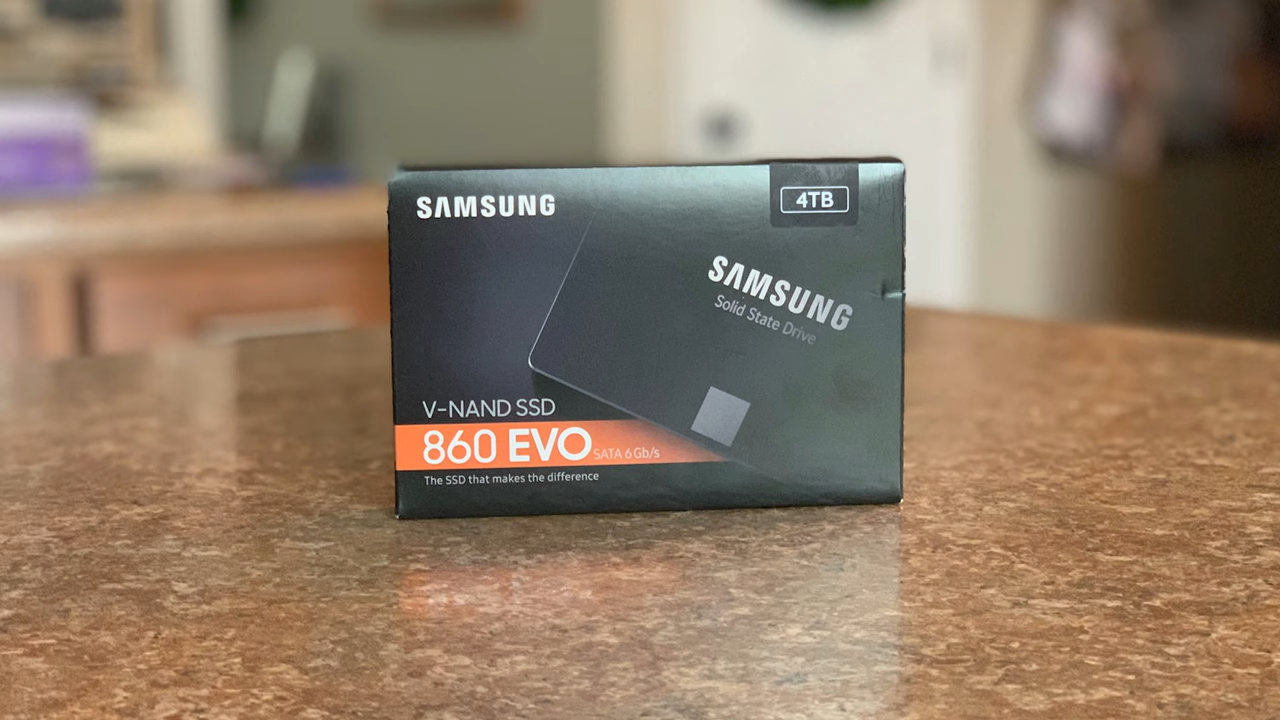 SAMSUNG
4TB
SAMSUNG
Solid State Drive
V-NAND SSD
860 EVO SATA 6 Gb/s
The SSD that makes the difference